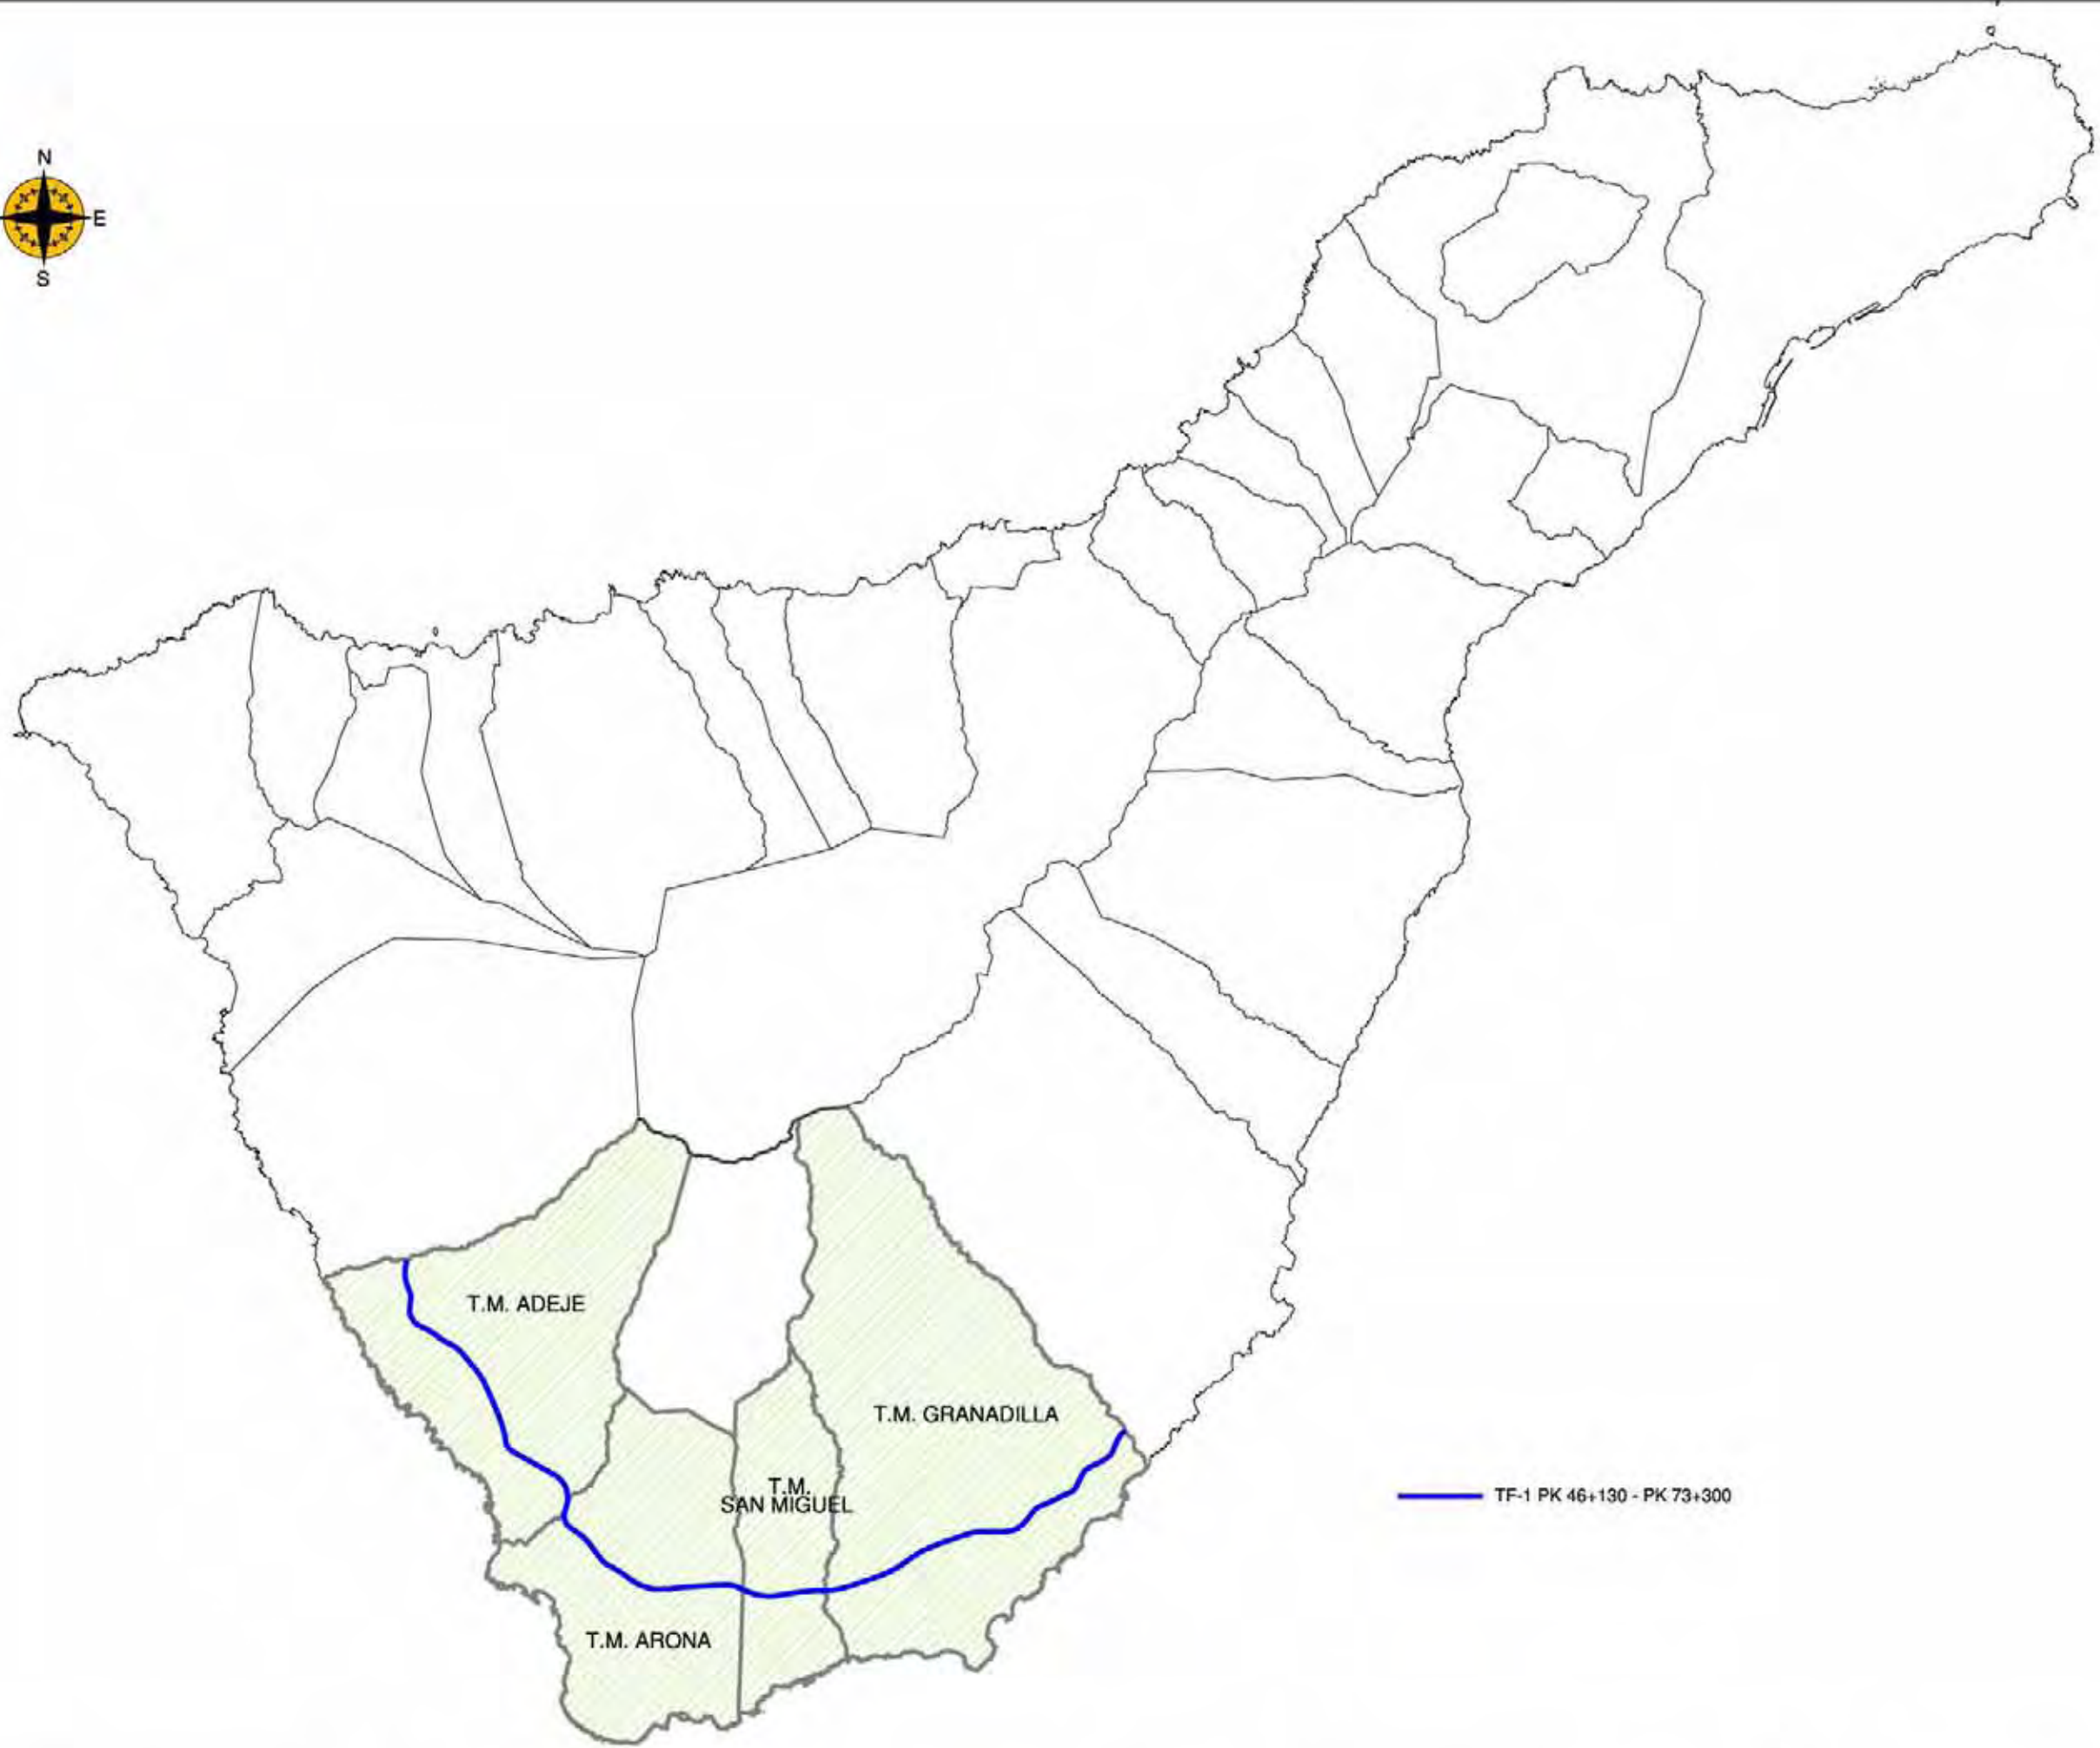 N
E
S
T.M. ADEJE
T.M. GRANADILLA
T.M.
SAN MIGUEL
TF-1 PK 46+130 - PK 73+300
T.M. ARONA